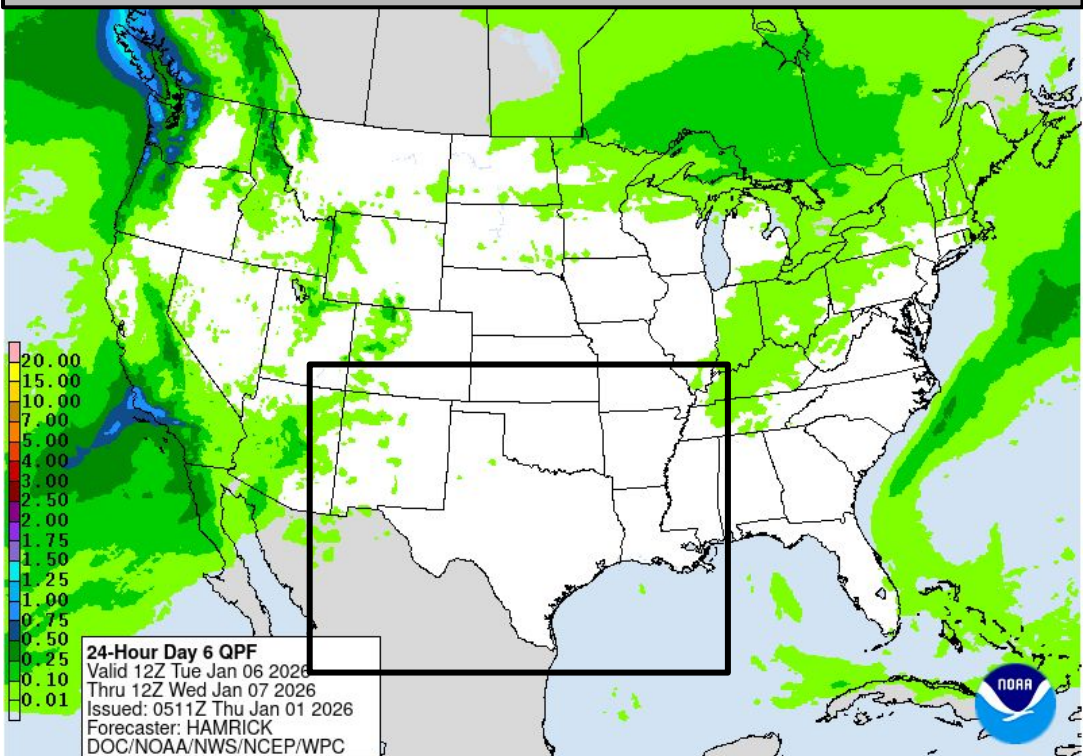 20.00
15.00
10.00
7.00
5.00
4.00
3.00
2.50
2.00
1.75
1.50
1.25
1.00
0.75
0.50
0.25
0.10
0.01
24-Hour Day 6 QPF
Valid 12Z Tue Jan 06 2026
Thru 12Z Wed Jan 07 2026
Issued: 0511Z Thu Jan 01 2026
Forecaster: HAMRICK
DOC/NOAA/NWS/NCEP/WPC
NOAA